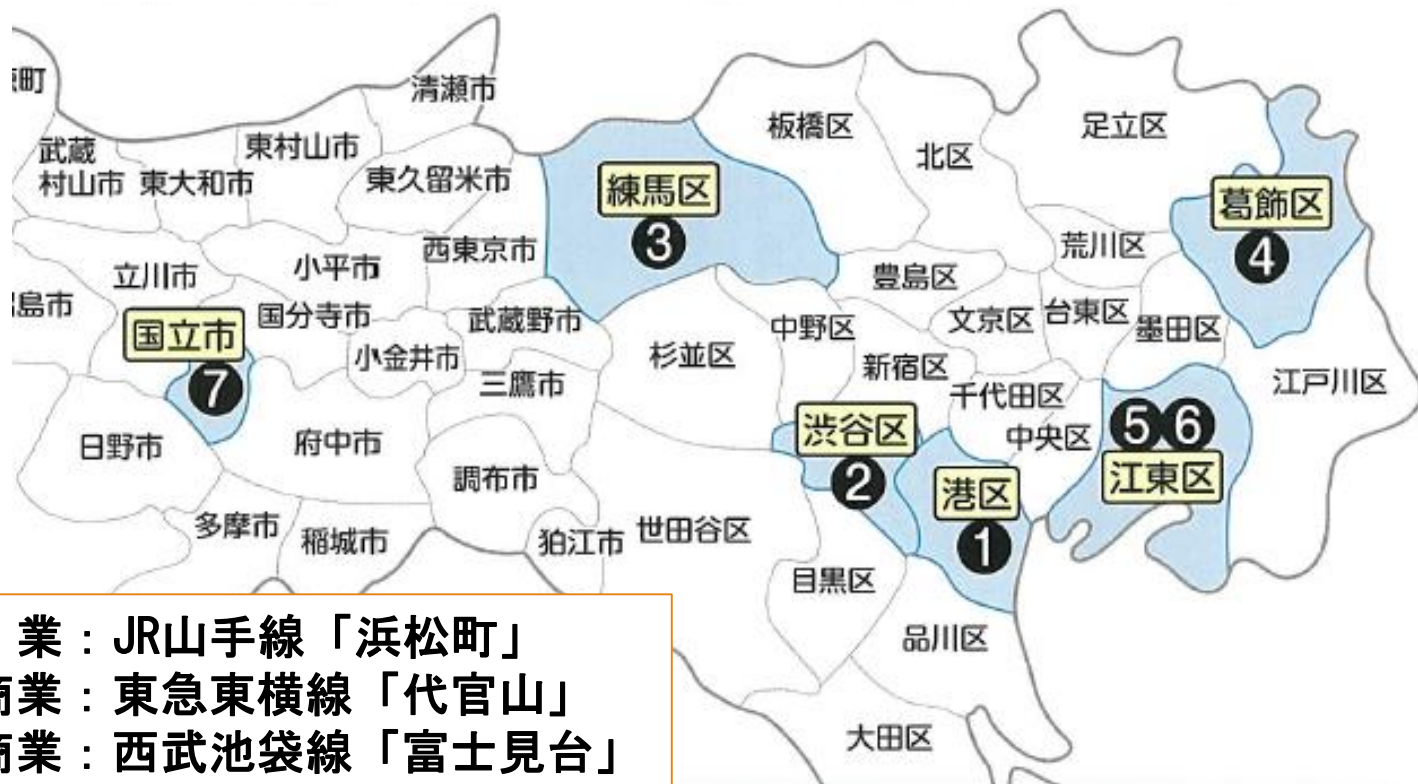 町
清瀬市
板橋区
足立区
北区
武蔵
村山市
東大和市
東村山市
東久留米市
練馬区
3
葛飾区
4
西東京市
荒川区
立川市
小平市
豊島区
島市
国分寺市
武蔵野市
中野区
文京区
台東区
墨田区
国立市
7
小金井市
杉並区
新宿区
三鷹市
千代田区
江戸川区
日野市
府中市
渋谷区
2
中央区
5 6
江東区
調布市
港区
1
多摩市
稲城市
狛江市
世田谷区
目黒区
品川区
大田区
業：JR山手線「浜松町」
商業：東急東横線「代官山」
商業：西武池袋線「富士見台」